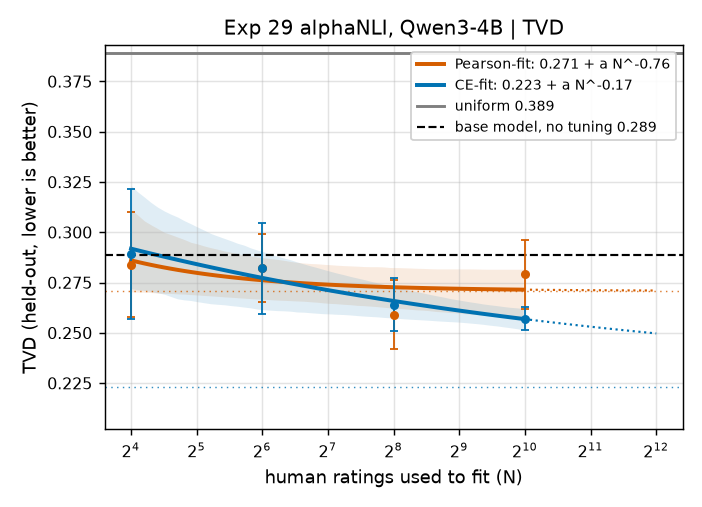 Exp 29 alphaNLI, Qwen3-4B | TVD
Pearson-fit: 0.271 + a N^-0.76
CE-fit: 0.223 + a N^-0.17
uniform 0.389
base model, no tuning 0.289
TVD (held-out, lower is better)
0.375
0.350
0.325
0.300
0.275
0.250
0.225
2^4 2^5 2^6 2^7 2^8 2^9 2^10 2^11 2^12
human ratings used to fit (N)